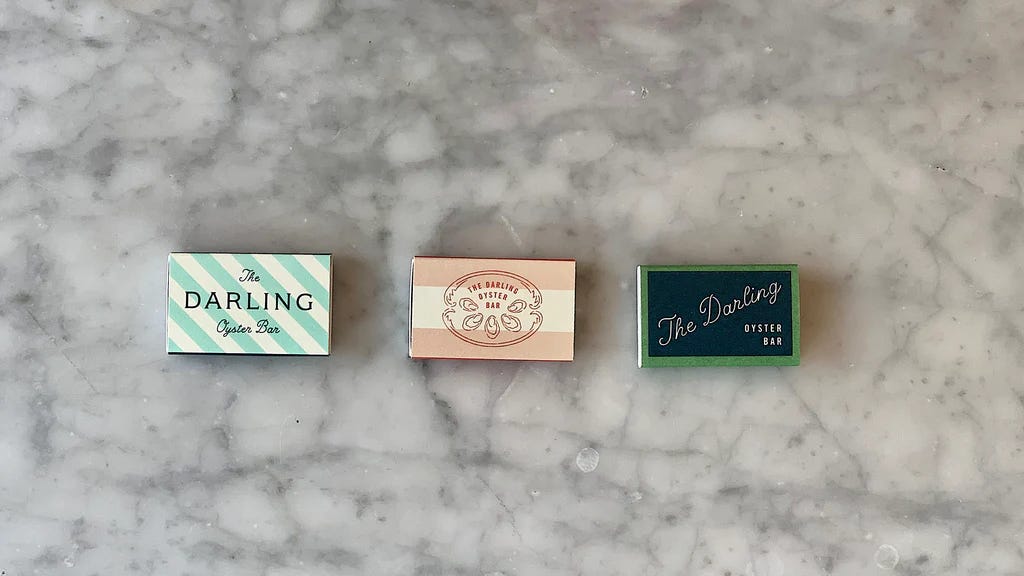 The
DARLING
Oyster Bar
THE DARLING
OYSTER
BAR
The Darling
OYSTER
BAR